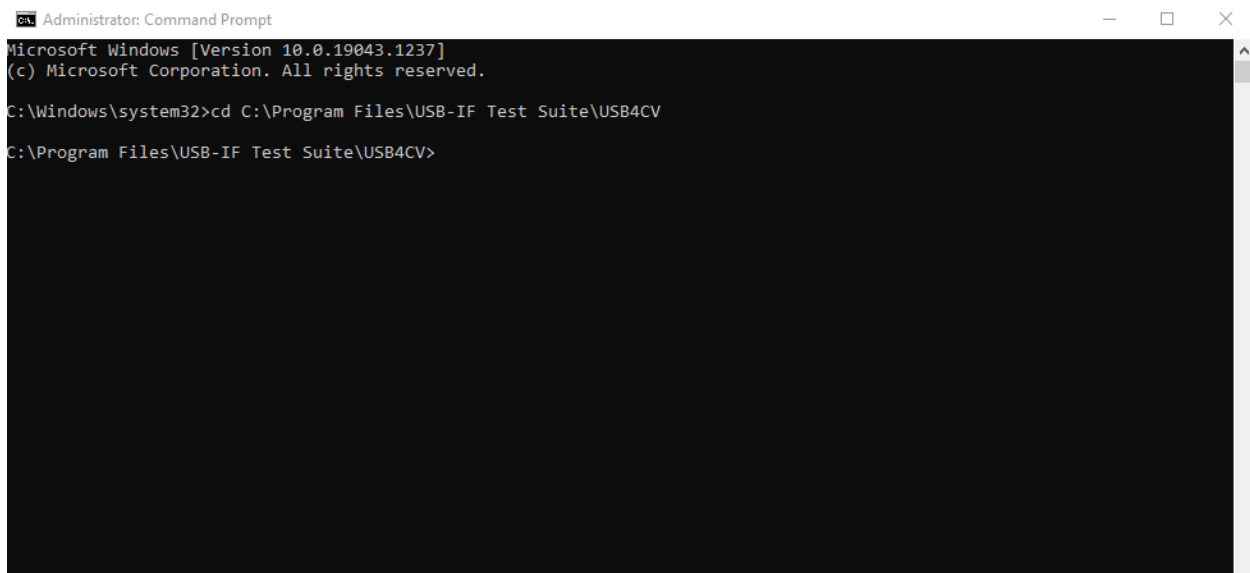 Administrator: Command Prompt
Microsoft Windows [Version 10.0.19043.1237]
(c) Microsoft Corporation. All rights reserved.
C:\Windows\system32>cd C:\Program Files\USB-IF Test Suite\USB4CV
C:\Program Files\USB-IF Test Suite\USB4CV>